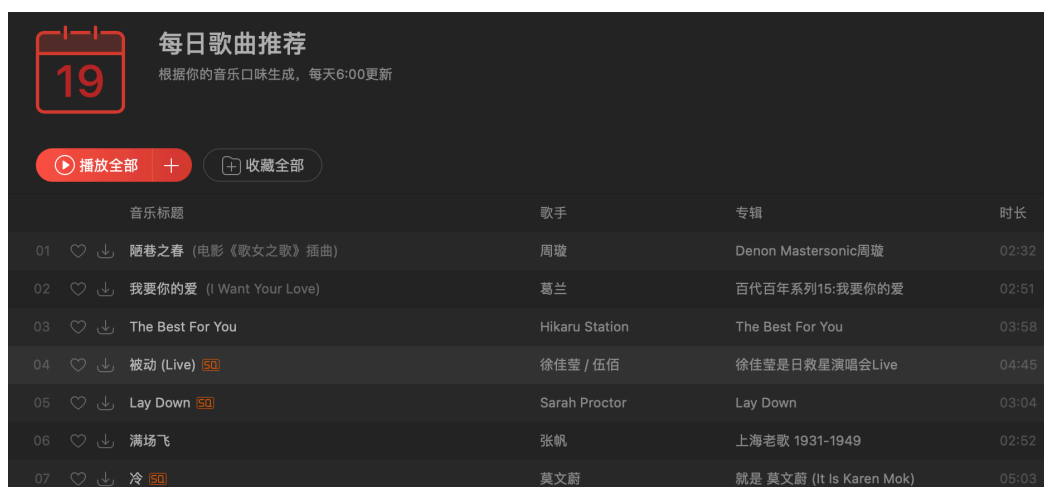 每日歌曲推荐
19
根据你的音乐口味生成，每天6:00更新
播放全部 收藏全部
音乐标题 歌手 专辑 时长
01 陋巷之春 (电影《歌女之歌》插曲) 周璇 Denon Mastersonic周璇 02:32
02 我要你的爱 (I Want Your Love) 葛兰 百代百年系列15:我要你的爱 02:51
03 The Best For You Hikaru Station The Best For You 03:58
04 被动 (Live) SQ 徐佳莹 / 伍佰 徐佳莹是日救星演唱会Live 04:45
05 Lay Down SQ Sarah Proctor Lay Down 03:04
06 满场飞 张帆 上海老歌 1931-1949 02:52
07 冷 SQ 莫文蔚 就是 莫文蔚 (It Is Karen Mok) 05:03